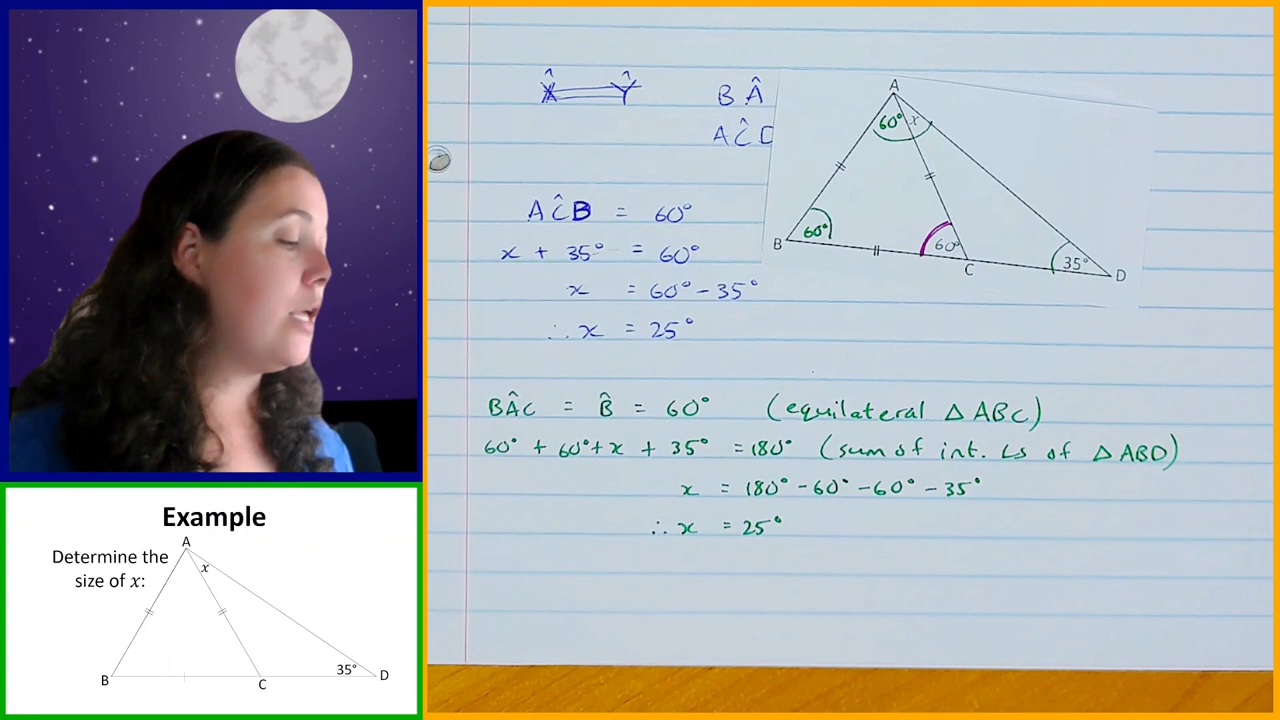 X̂ Ŷ
BÂ
AĈD
A
60° x
B 60° 60° C 35° D
AĈB = 60°
x + 35° = 60°
x = 60° - 35°
∴ x = 25°
BÂC = B̂ = 60° (equilateral △ABC)
60° + 60° + x + 35° = 180° (sum of int. ∠s of △ABD)
x = 180° - 60° - 60° - 35°
∴ x = 25°
Example
Determine the
size of x:
A
x
B C 35° D